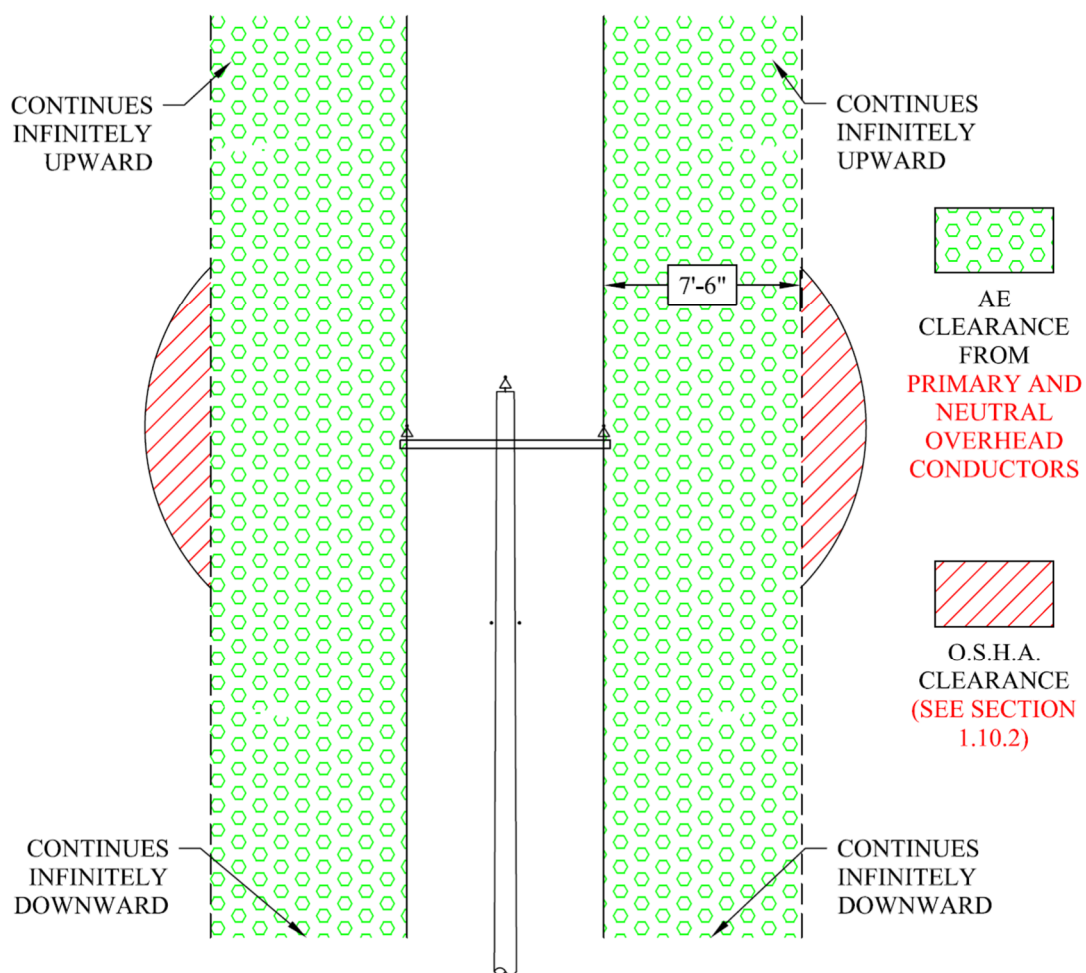 CONTINUES
INFINITELY
UPWARD
CONTINUES
INFINITELY
UPWARD
7'-6"
AE
CLEARANCE
FROM
PRIMARY AND
NEUTRAL
OVERHEAD
CONDUCTORS
O.S.H.A.
CLEARANCE
(SEE SECTION
1.10.2)
CONTINUES
INFINITELY
DOWNWARD
CONTINUES
INFINITELY
DOWNWARD